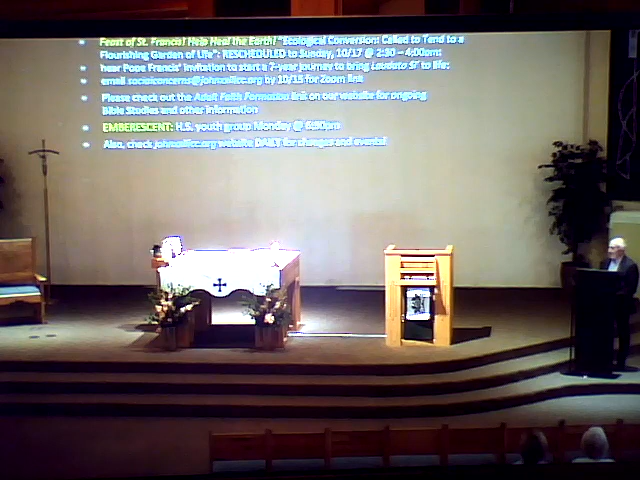 Feast of St. Francis! Help Heal the Earth! "Ecological Conversion: Called to Tend to a
Flourishing Garden of Life": RESCHEDULED to Sunday, 10/17 @ 2:30 – 4:00pm:
hear Pope Francis' invitation to start a 7-year journey to bring Laudato Si' to life:
email socialconcerns@johnxxiiicc.org by 10/15 for Zoom link
Please check out the Adult Faith Formation link on our website for ongoing
Bible Studies and other information
EMBERESCENT: H.S. youth group Monday @ 6:30pm
Also, check johnxxiiicc.org website DAILY for changes and events!